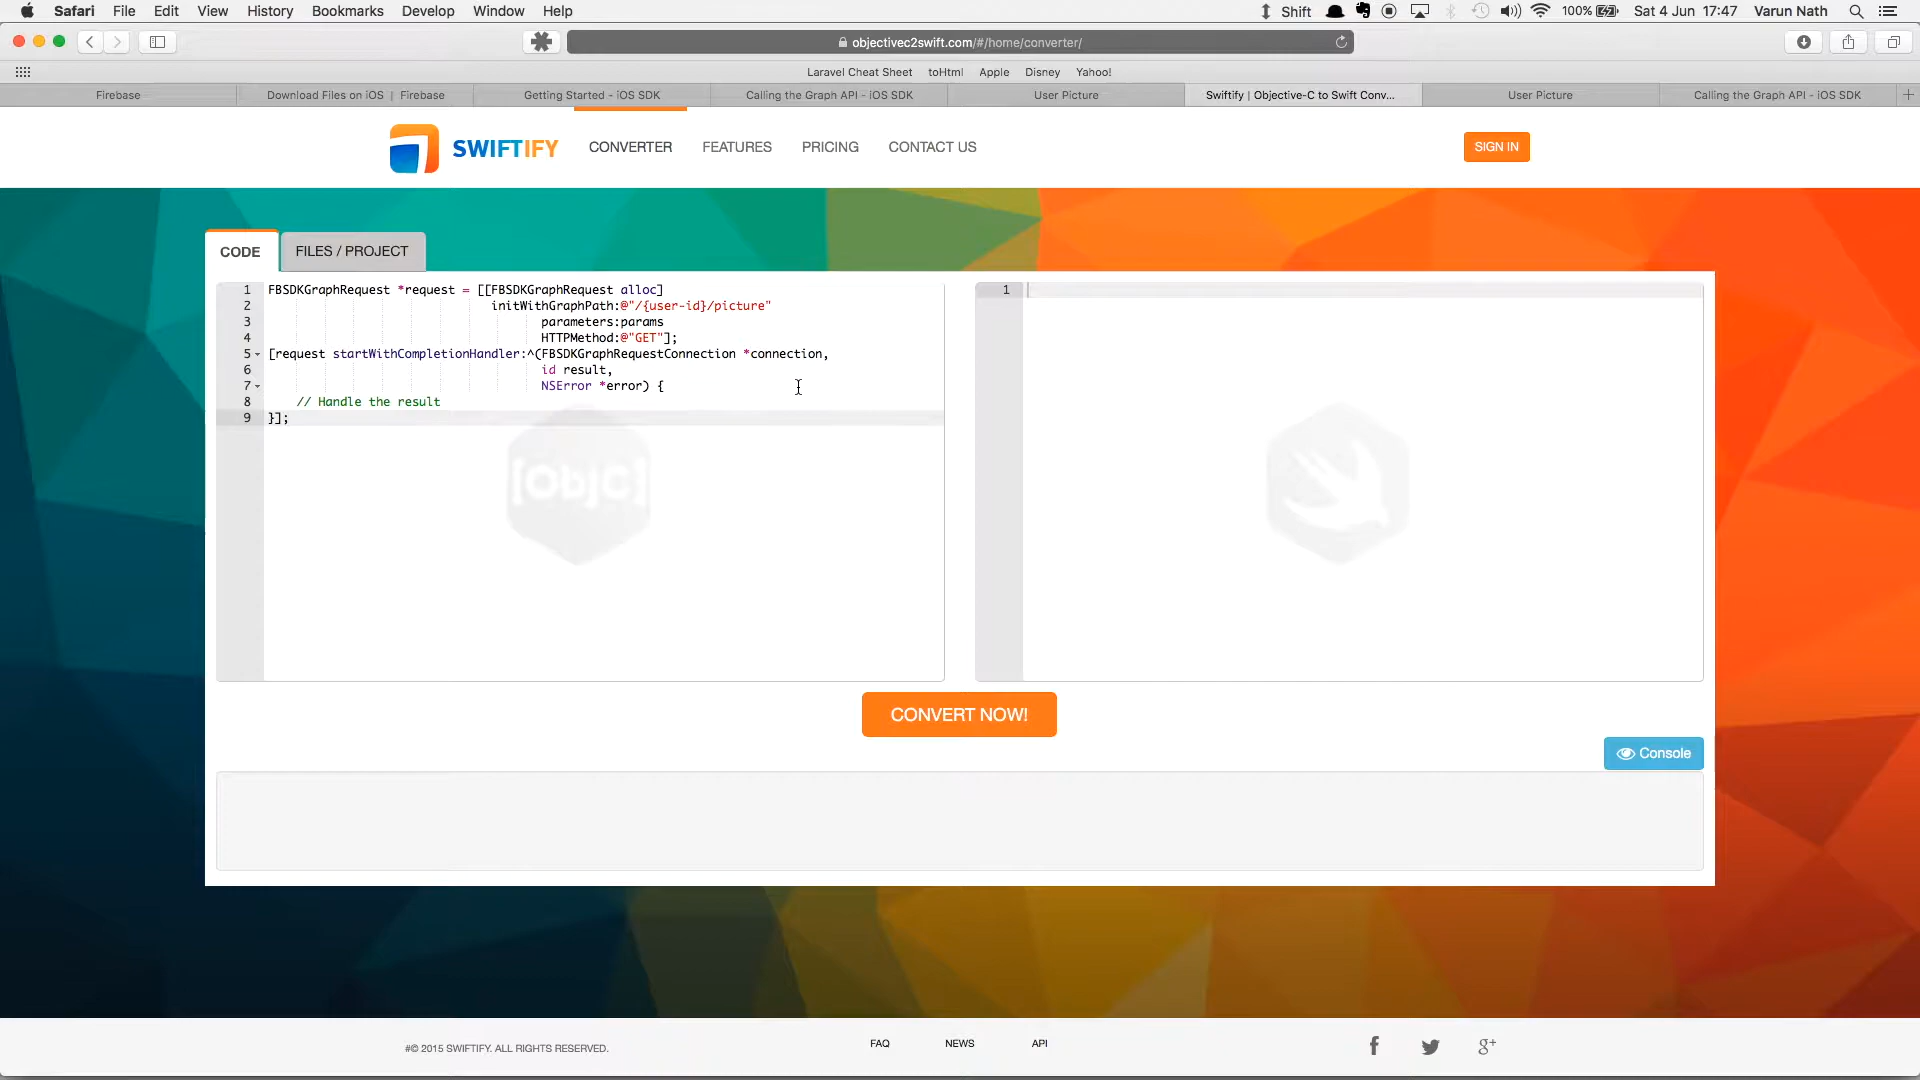 Safari File Edit View History Bookmarks Develop Window Help Shift 100% Sat 4 Jun 17:47 Varun Nath
objectivec2swift.com/#/home/converter/
Laravel Cheat Sheet toHtml Apple Disney Yahoo!
Firebase Download Files on iOS | Firebase Getting Started - iOS SDK Calling the Graph API - iOS SDK User Picture Swiftify | Objective-C to Swift Conv... User Picture Calling the Graph API - iOS SDK
SWIFTIFY CONVERTER FEATURES PRICING CONTACT US SIGN IN
CODE FILES / PROJECT
1 FBSDKGraphRequest *request = [[FBSDKGraphRequest alloc]
2 initWithGraphPath:@"/{user-id}/picture"
3 parameters:params
4 HTTPMethod:@"GET"];
5 [request startWithCompletionHandler:^(FBSDKGraphRequestConnection *connection,
6 id result,
7 NSError *error) {
8 // Handle the result
9 }];
[ObjC]
1
CONVERT NOW!
Console
#© 2015 SWIFTIFY. ALL RIGHTS RESERVED. FAQ NEWS API